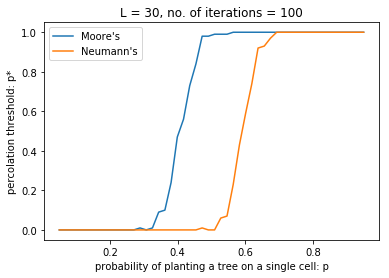 L = 30, no. of iterations = 100
Moore's
Neumann's
percolation threshold: p*
1.0
0.8
0.6
0.4
0.2
0.0
0.2 0.4 0.6 0.8
probability of planting a tree on a single cell: p